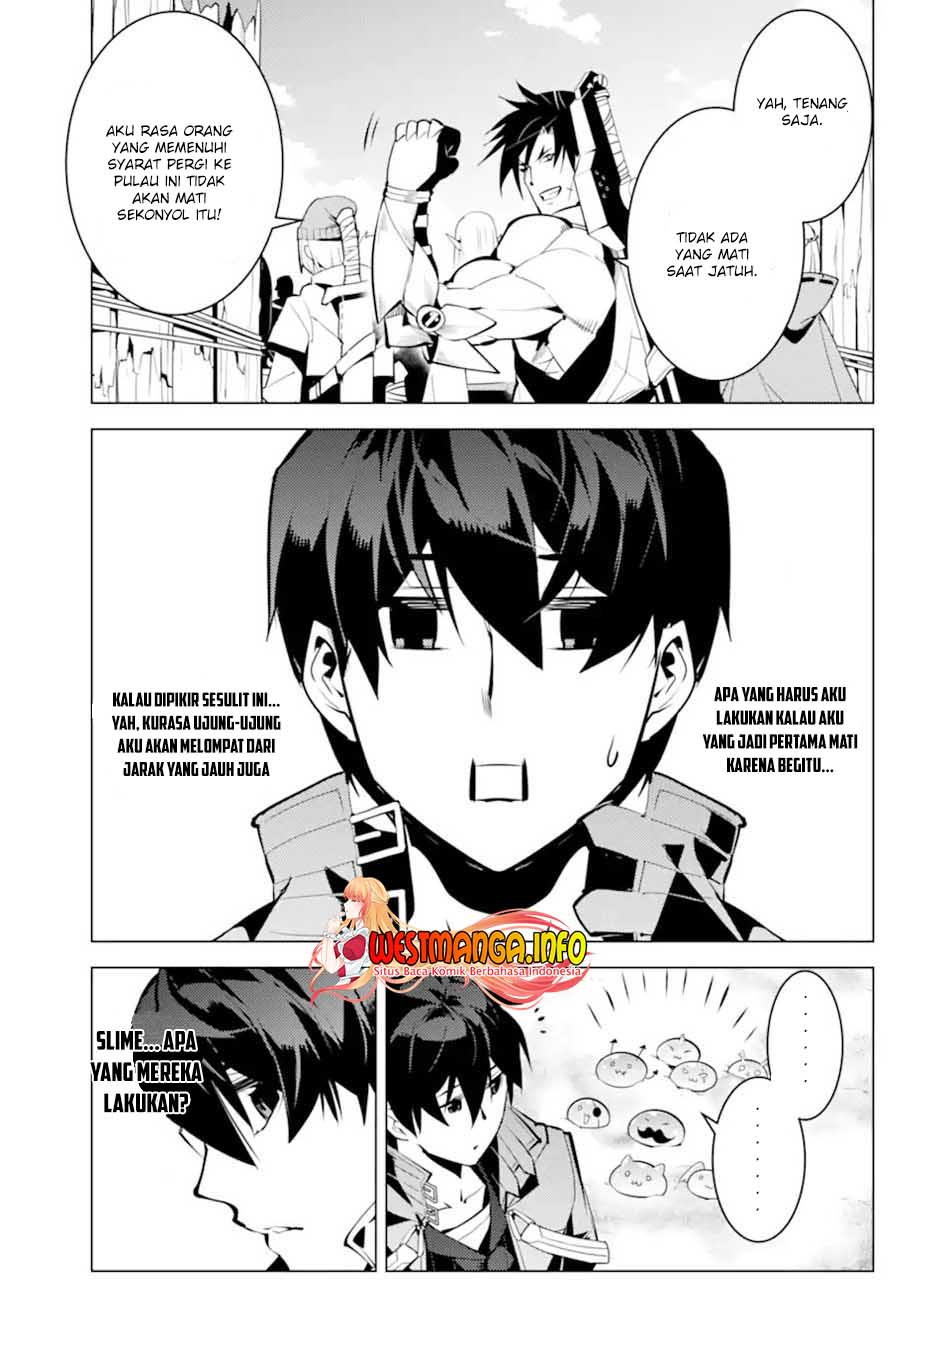 YAH, TENANG
SAJA.
TIDAK ADA
YANG MATI
SAAT JATUH.
AKU RASA ORANG
YANG MEMENUHI
SYARAT PERGI KE
PULAU INI TIDAK
AKAN MATI
SEKONYOL ITU!
APA YANG HARUS AKU
LAKUKAN KALAU AKU
YANG JADI PERTAMA MATI
KARENA BEGITU...
KALAU DIPIKIR SESULIT INI...
YAH, KURASA UJUNG-UJUNG
AKU AKAN MELOMPAT DARI
JARAK YANG JAUH JUGA
WESTMANGA.INFO
Situs Baca Komik Berbahasa Indonesia
......
......
SLIME... APA
YANG MEREKA
LAKUKAN?